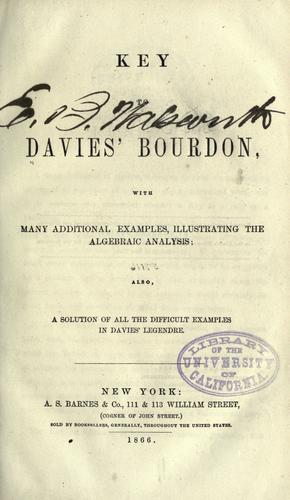 KEY
TO
E. B. Walsworth
DAVIES' BOURDON,
WITH
MANY ADDITIONAL EXAMPLES, ILLUSTRATING THE
ALGEBRAIC ANALYSIS;
ALSO,
A SOLUTION OF ALL THE DIFFICULT EXAMPLES
IN DAVIES' LEGENDRE.
LIBRARY
OF THE
UNIVERSITY
OF
CALIFORNIA.
NEW YORK:
A. S. BARNES & Co., 111 & 113 WILLIAM STREET,
(CORNER OF JOHN STREET.)
SOLD BY BOOKSELLERS, GENERALLY, THROUGHOUT THE UNITED STATES.
1866.